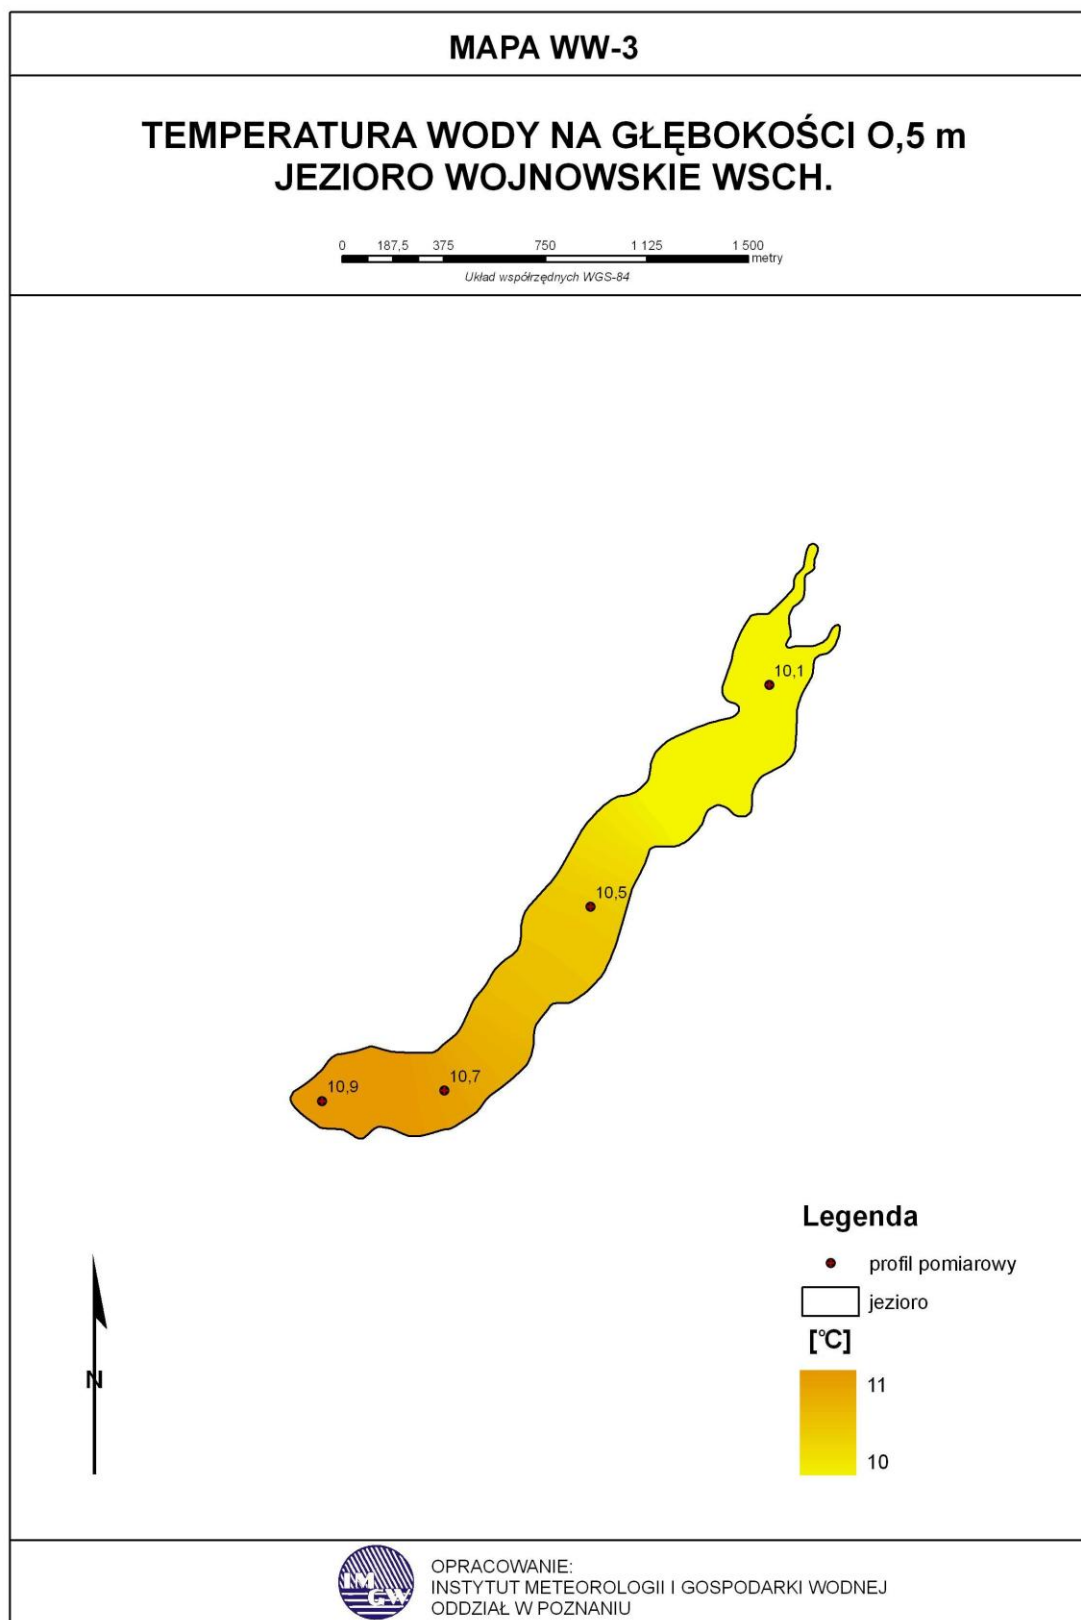 MAPA WW-3
TEMPERATURA WODY NA GŁĘBOKOŚCI O,5 m
JEZIORO WOJNOWSKIE WSCH.
0 187,5 375 750 1 125 1 500
metry
Układ współrzędnych WGS-84
10,1
10,5
10,9
10,7
Legenda
profil pomiarowy
jezioro
[°C]
11
10
N
IM
GW
OPRACOWANIE:
INSTYTUT METEOROLOGII I GOSPODARKI WODNEJ
ODDZIAŁ W POZNANIU